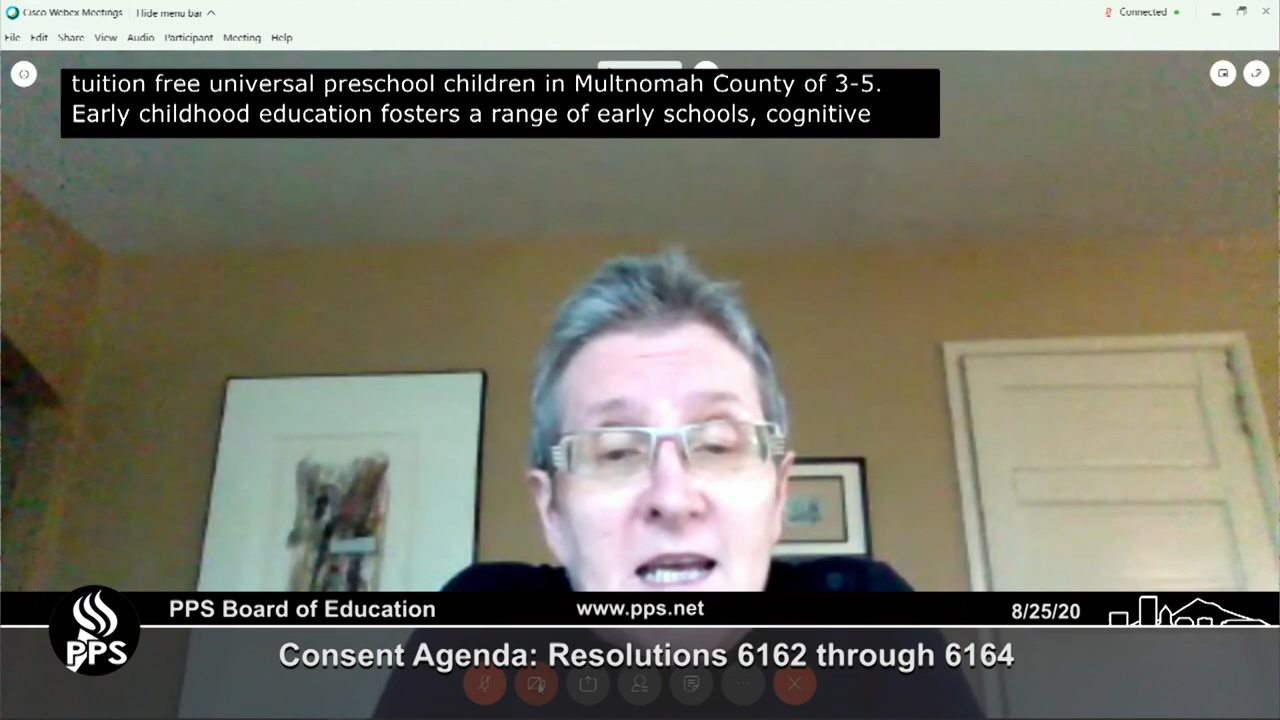 Cisco Webex Meetings Hide menu bar
Connected
File Edit Share View Audio Participant Meeting Help
tuition free universal preschool children in Multnomah County of 3-5.
Early childhood education fosters a range of early schools, cognitive
PPS Board of Education www.pps.net 8/25/20
PPS
Consent Agenda: Resolutions 6162 through 6164